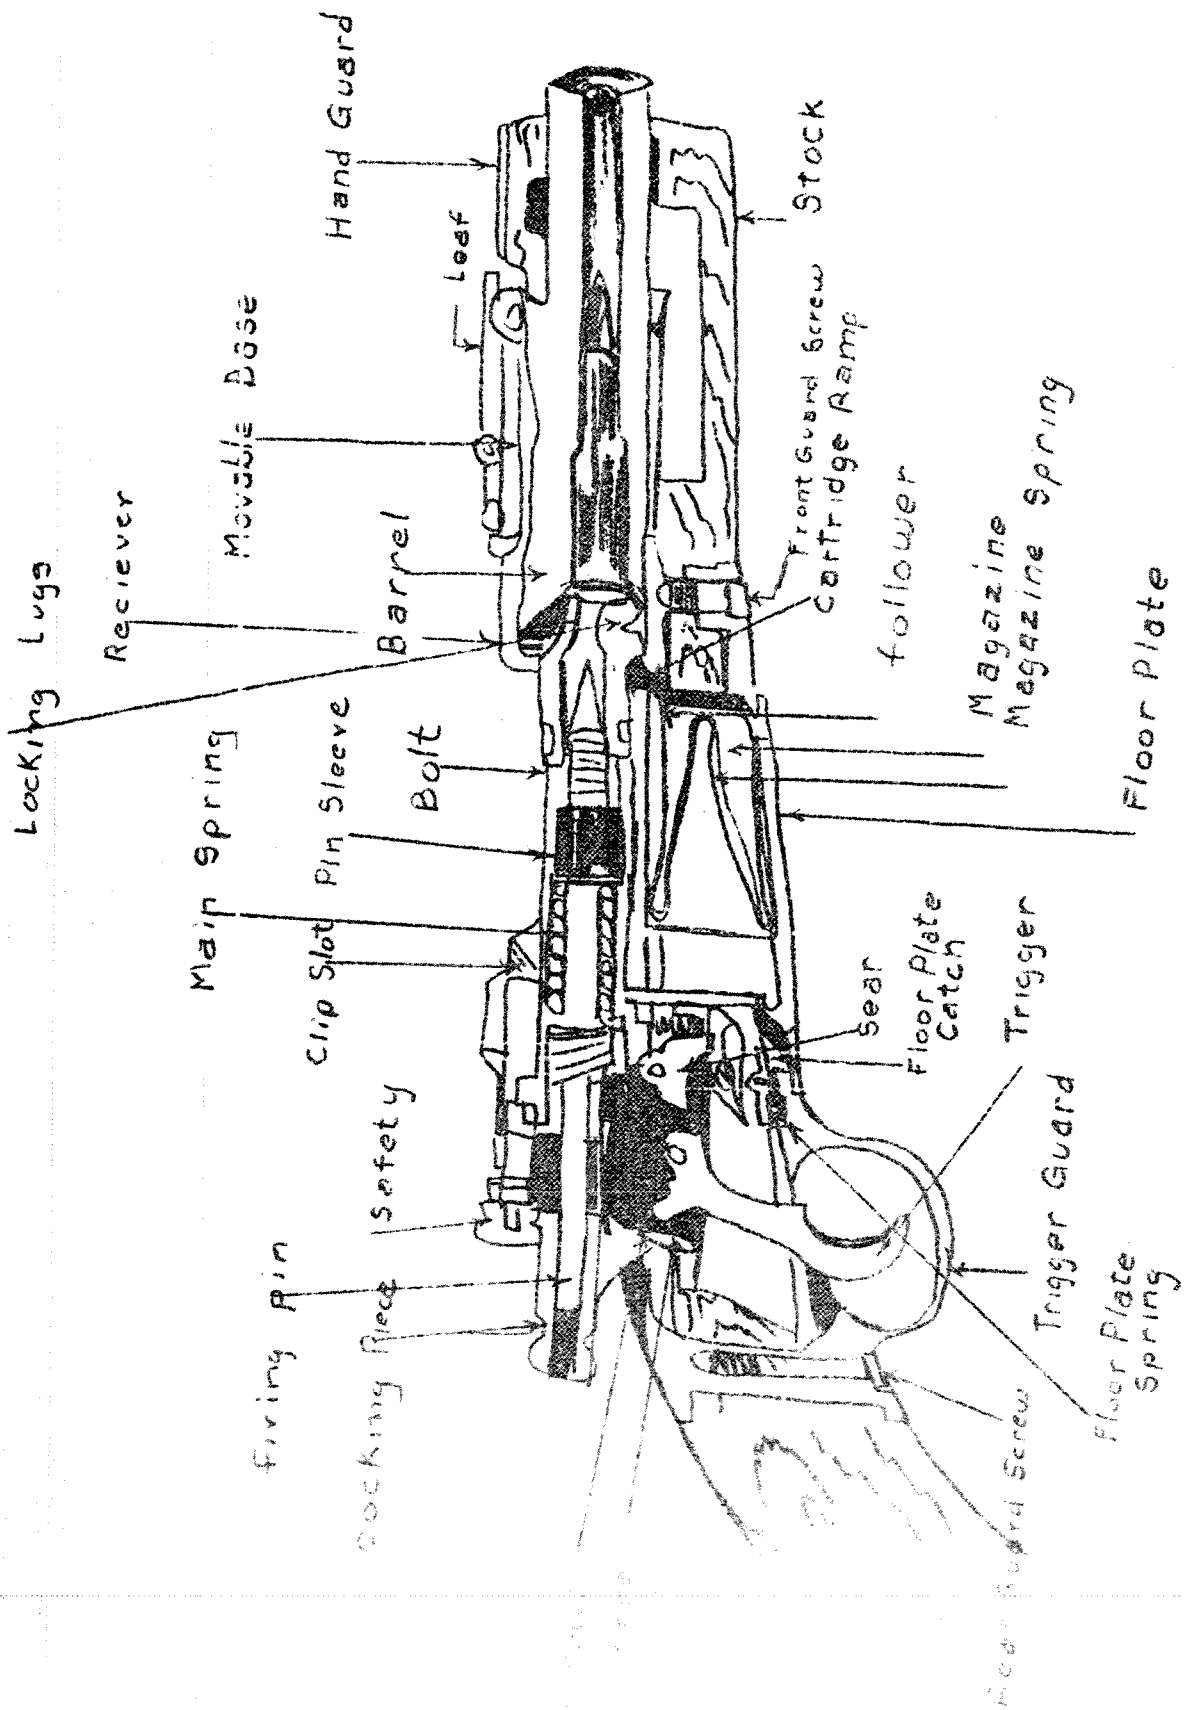 Locking Lugg
Reciever
Movable Base
Hand Guard
Leaf
Main Spring
Pin Sleeve
Barrel
Bolt
Clip Slot
Safety
firing pin
Cocking Piece
Stock
Front Guard Screw
Cartridge Ramp
follower
Magazine
Magazine Spring
Floor Plate
Sear
Floor Plate
Catch
Trigger
Trigger Guard
Floor Plate
Spring
Rear Guard Screw